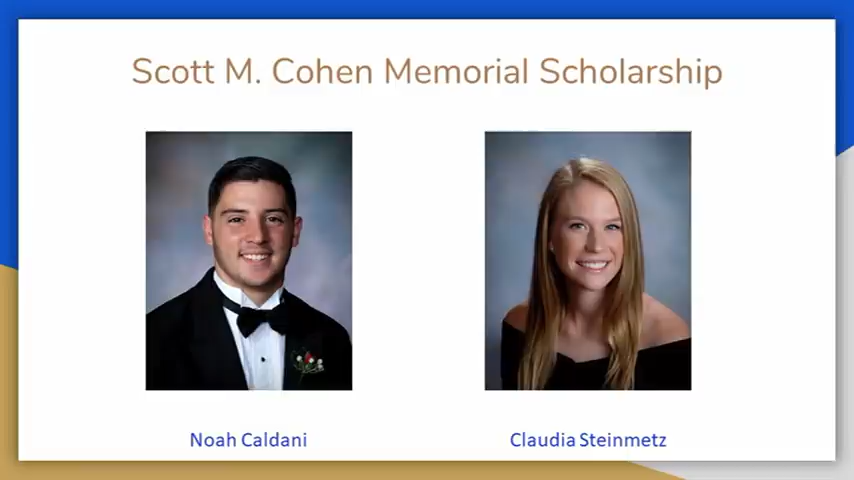 Scott M. Cohen Memorial Scholarship
Noah Caldani
Claudia Steinmetz